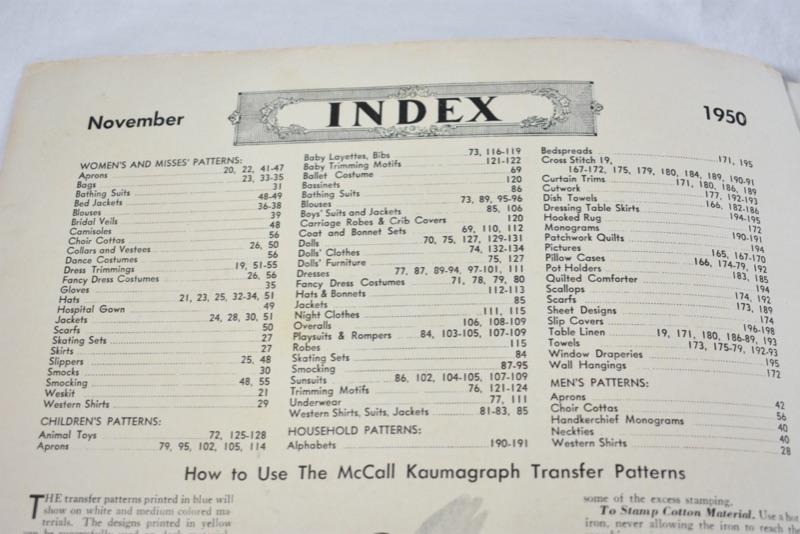 November
INDEX
1950
WOMEN'S AND MISSES' PATTERNS:
Aprons 20, 22, 41-47
Bags 23, 33-35
Bathing Suits 31
Bed Jackets 48-49
Blouses 36-38
Bridal Veils 39
Camisoles 48
Choir Cottas 56
Collars and Vestees 26, 50
Dance Costumes 56
Dress Trimmings 19, 51-55
Fancy Dress Costumes 26, 56
Gloves 35
Hats 21, 23, 25, 32-34, 51
Hospital Gown 49
Jackets 24, 28, 30, 51
Scarfs 50
Skating Sets 27
Skirts 27
Slippers 25, 48
Smocks 30
Smocking 48, 55
Weskit 21
Western Shirts 29
CHILDREN'S PATTERNS:
Animal Toys 72, 125-128
Aprons 79, 95, 102, 105, 114
Baby Layettes, Bibs 73, 116-119
Baby Trimming Motifs 121-122
Ballet Costume 69
Bassinets 120
Bathing Suits 86
Blouses 73, 89, 95-96
Boys' Suits and Jackets 85, 106
Carriage Robes & Crib Covers 120
Coat and Bonnet Sets 69, 110, 112
Dolls 70, 75, 127, 129-131
Dolls' Clothes 74, 132-134
Dolls' Furniture 75, 127
Dresses 77, 87, 89-94, 97-101, 111
Fancy Dress Costumes 71, 78, 79, 80
Hats & Bonnets 112-113
Jackets 85
Night Clothes 111, 115
Overalls 106, 108-109
Playsuits & Rompers 84, 103-105, 107-109
Robes 115
Skating Sets 84
Smocking 87-95
Sunsuits 86, 102, 104-105, 107-109
Trimming Motifs 76, 121-124
Underwear 77, 111
Western Shirts, Suits, Jackets 81-83, 85
HOUSEHOLD PATTERNS:
Alphabets 190-191
Bedspreads 171, 195
Cross Stitch 19,
167-172, 175, 179, 180, 184, 189, 190-91
Curtain Trims 171, 180, 186, 189
Cutwork 177, 192-193
Dish Towels 166, 182-186
Dressing Table Skirts 194-195
Hooked Rug 172
Monograms 190-191
Patchwork Quilts 194
Pictures 165, 167-170
Pillow Cases 166, 174-79, 192
Pot Holders 183, 185
Quilted Comforter 194
Scallops 174, 192
Scarfs 173, 189
Sheet Designs 174
Slip Covers 196-198
Table Linen 19, 171, 180, 186-89, 193
Towels 173, 175-79, 192-93
Window Draperies 195
Wall Hangings 172
MEN'S PATTERNS:
Aprons 42
Choir Cottas 56
Handkerchief Monograms 40
Neckties 40
Western Shirts 28
How to Use The McCall Kaumagraph Transfer Patterns
THE transfer patterns printed in blue will
show on white and medium colored ma-
terials. The designs printed in yellow
some of the excess stamping.
To Stamp Cotton Material. Use a hot
iron, never allowing the iron to reach the